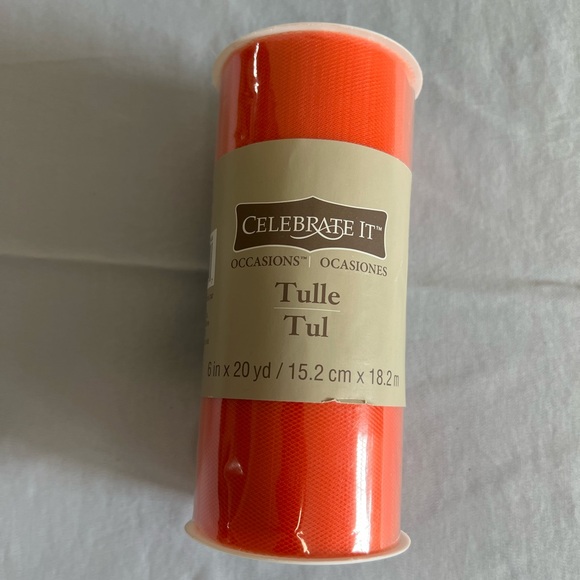 CELEBRATE IT™
OCCASIONS™ | OCASIONES
Tulle
Tul
6 in x 20 yd / 15.2 cm x 18.2 m